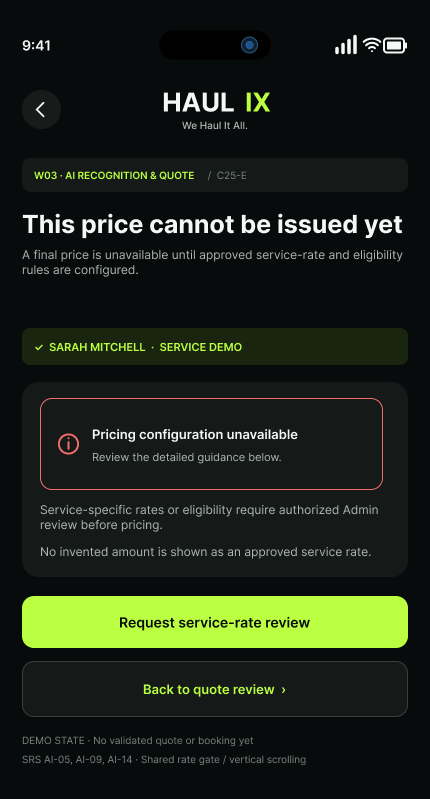 9:41
HAUL IX
We Haul It All.
W03 · AI RECOGNITION & QUOTE / C25-E
This price cannot be issued yet
A final price is unavailable until approved service-rate and eligibility
rules are configured.
✓ SARAH MITCHELL · SERVICE DEMO
Pricing configuration unavailable
Review the detailed guidance below.
Service-specific rates or eligibility require authorized Admin
review before pricing.
No invented amount is shown as an approved service rate.
Request service-rate review
Back to quote review ›
DEMO STATE · No validated quote or booking yet
SRS AI-05, AI-09, AI-14 · Shared rate gate / vertical scrolling